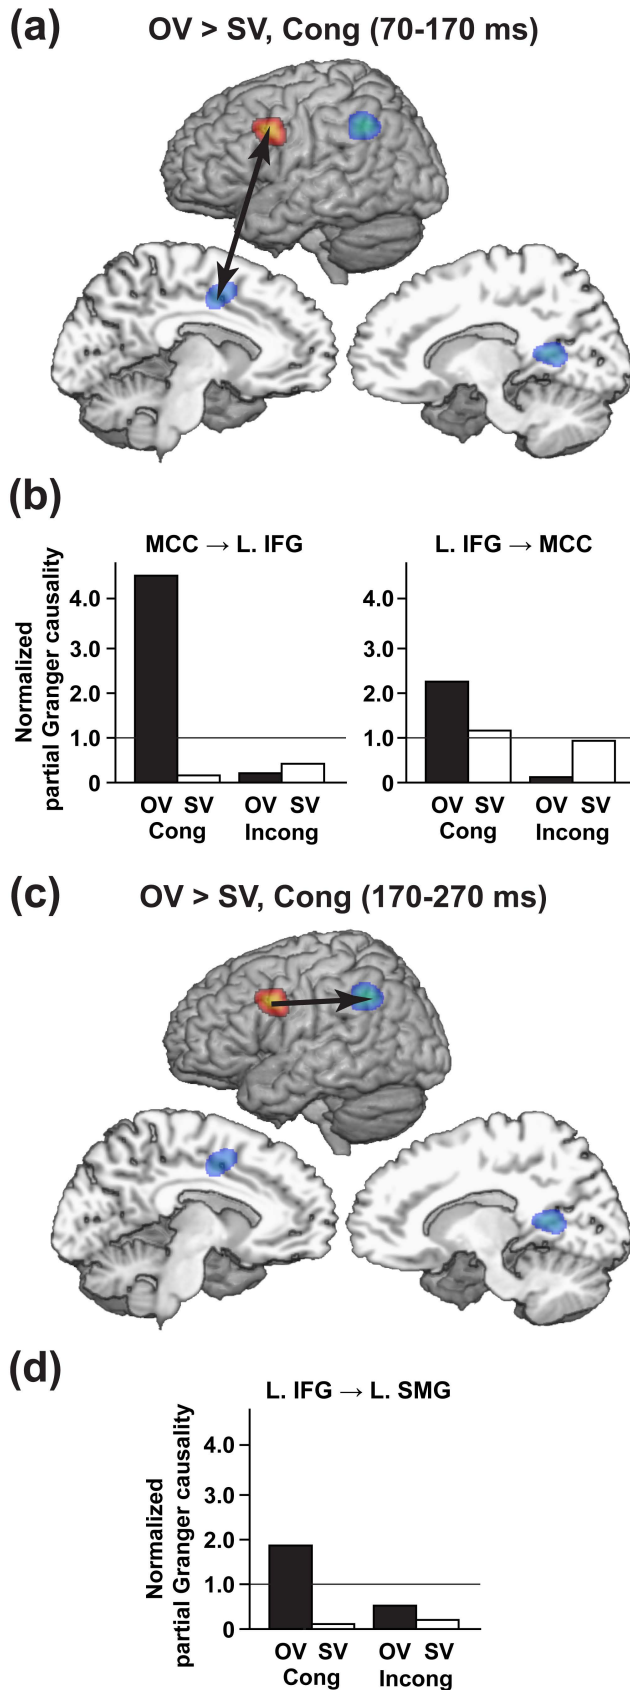 (a) OV > SV, Cong (70-170 ms)
(b)
MCC → L. IFG
L. IFG → MCC
Normalized
partial Granger causality
4.0
3.0
2.0
1.0
0
4.0
3.0
2.0
1.0
0
OV SV OV SV
Cong Incong
OV SV OV SV
Cong Incong
(c) OV > SV, Cong (170-270 ms)
(d)
L. IFG → L. SMG
Normalized
partial Granger causality
4.0
3.0
2.0
1.0
0
OV SV OV SV
Cong Incong